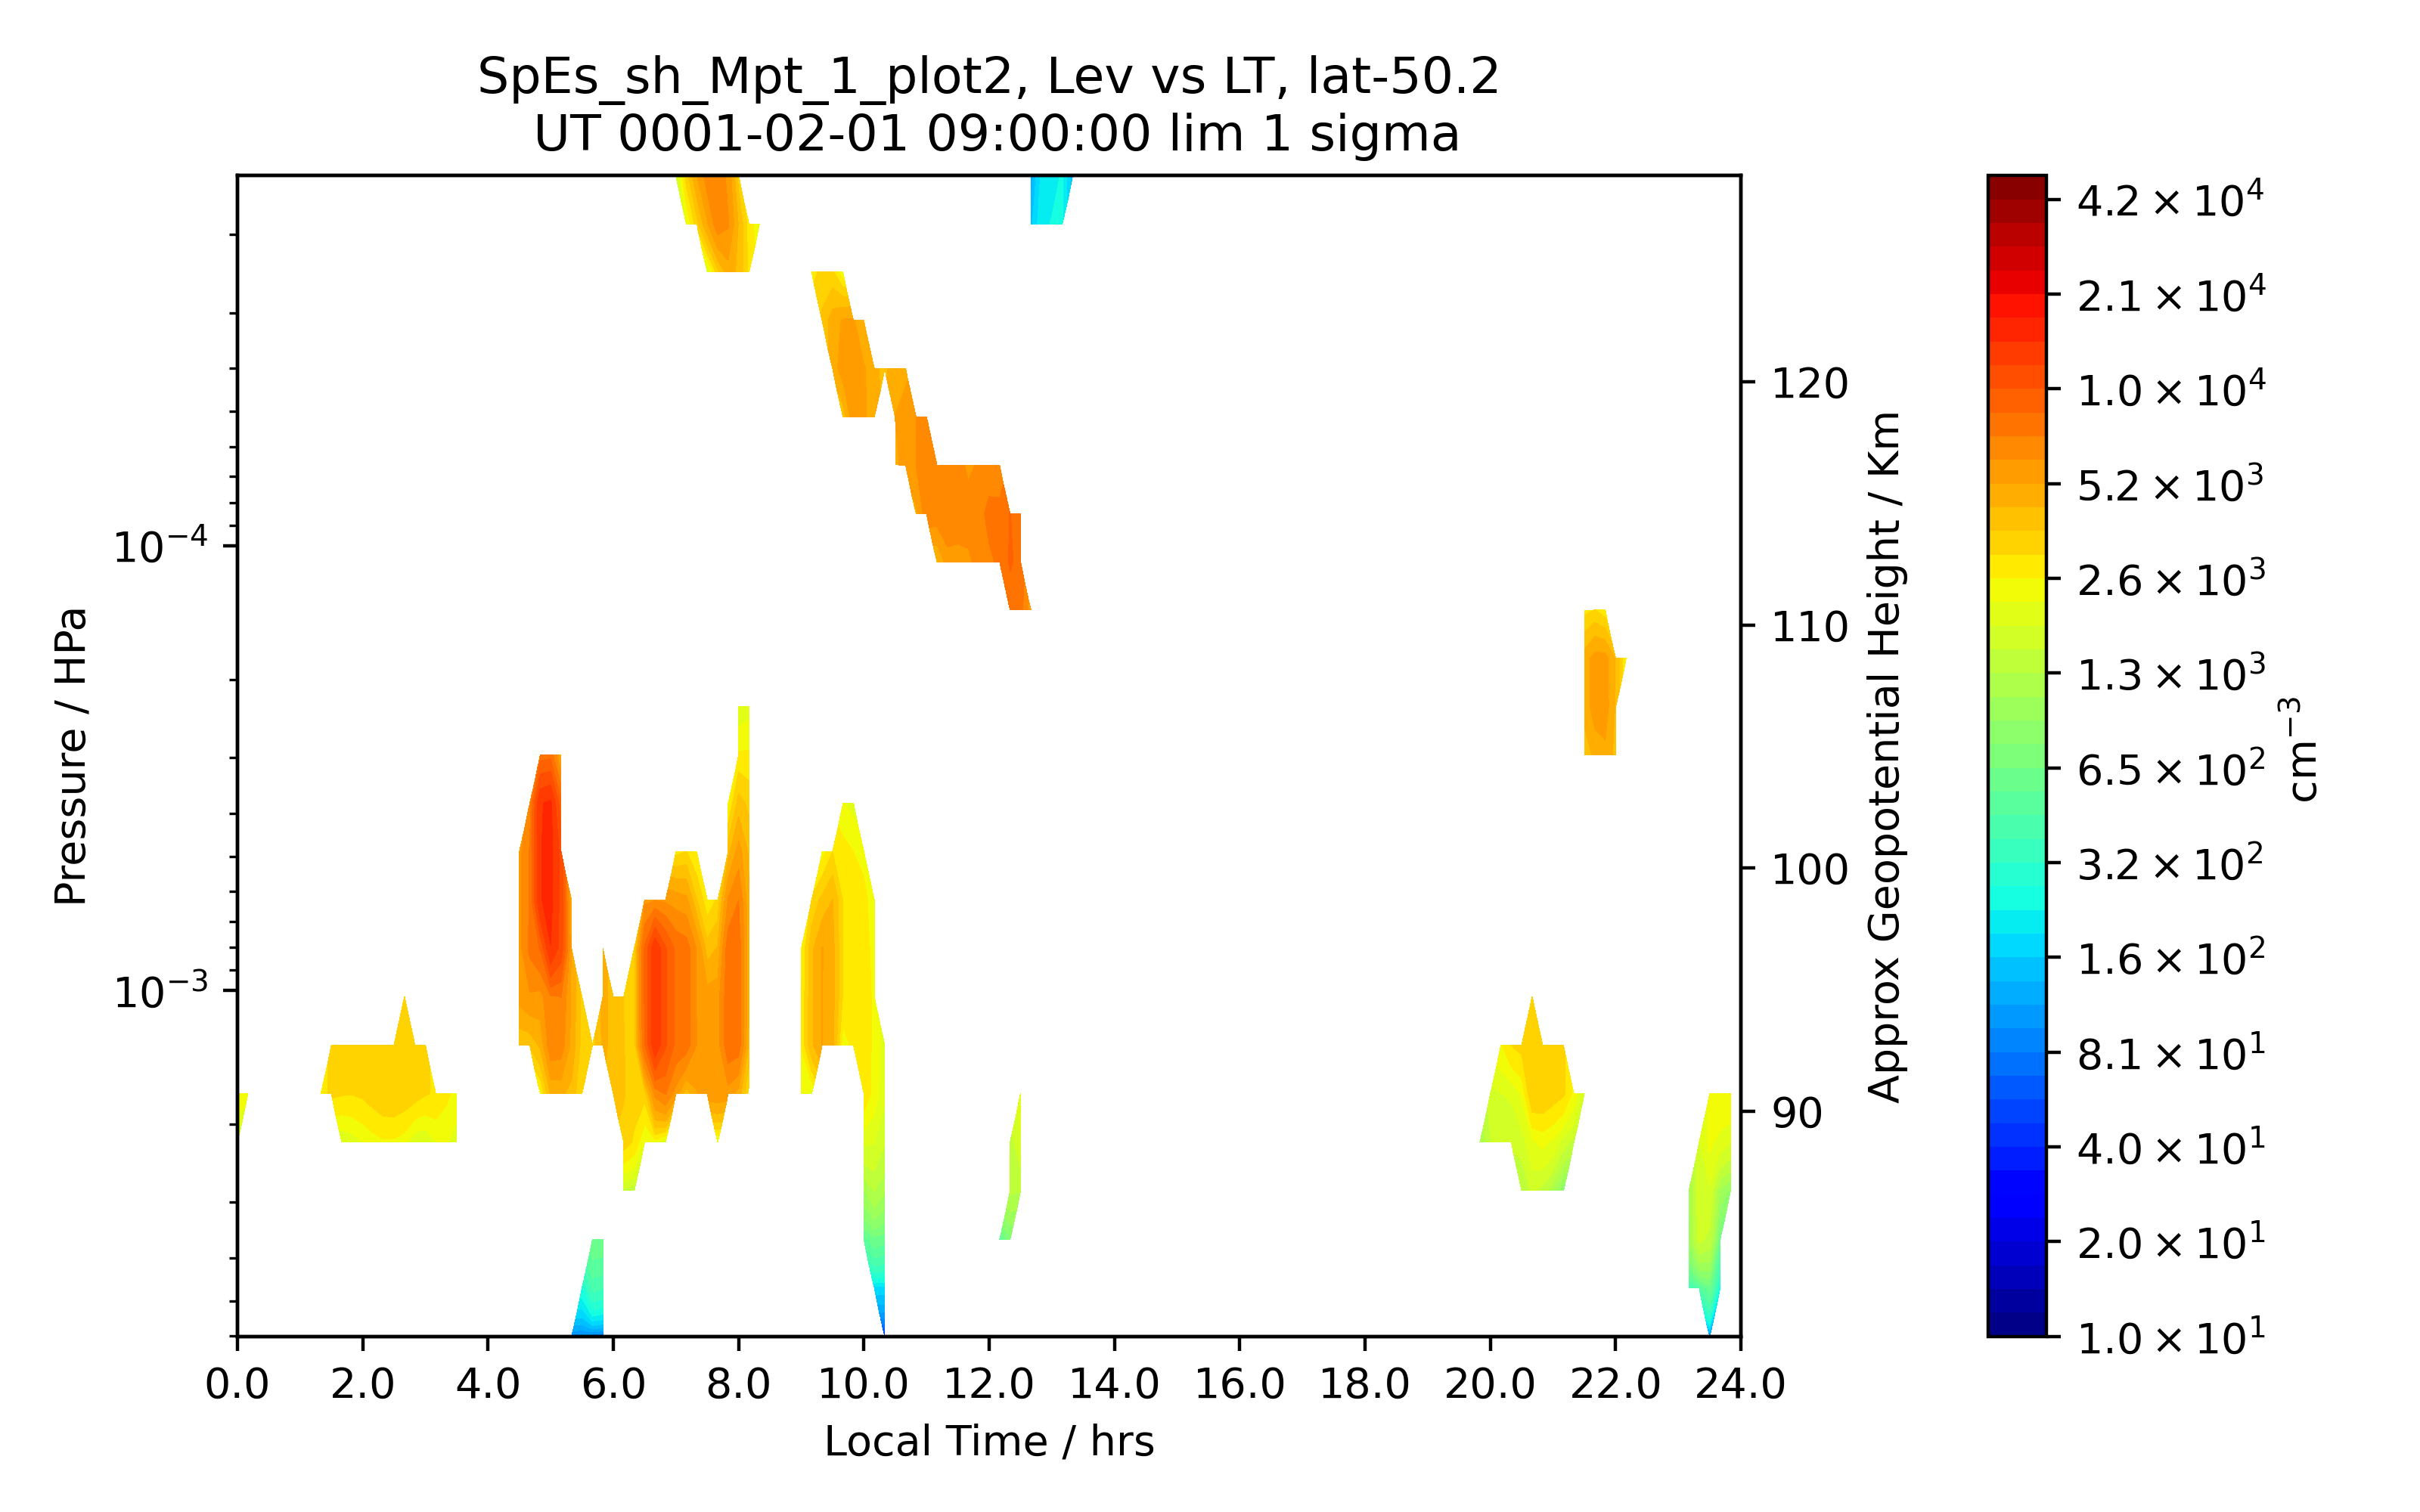 SpEs_sh_Mpt_1_plot2, Lev vs LT, lat-50.2
UT 0001-02-01 09:00:00 lim 1 sigma
Pressure / HPa
10⁻⁴
10⁻³
0.0 2.0 4.0 6.0 8.0 10.0 12.0 14.0 16.0 18.0 20.0 22.0 24.0
Local Time / hrs
120
110
100
90
Approx Geopotential Height / Km
4.2 × 10⁴
2.1 × 10⁴
1.0 × 10⁴
5.2 × 10³
2.6 × 10³
1.3 × 10³
6.5 × 10²
3.2 × 10²
1.6 × 10²
8.1 × 10¹
4.0 × 10¹
2.0 × 10¹
1.0 × 10¹
cm⁻³